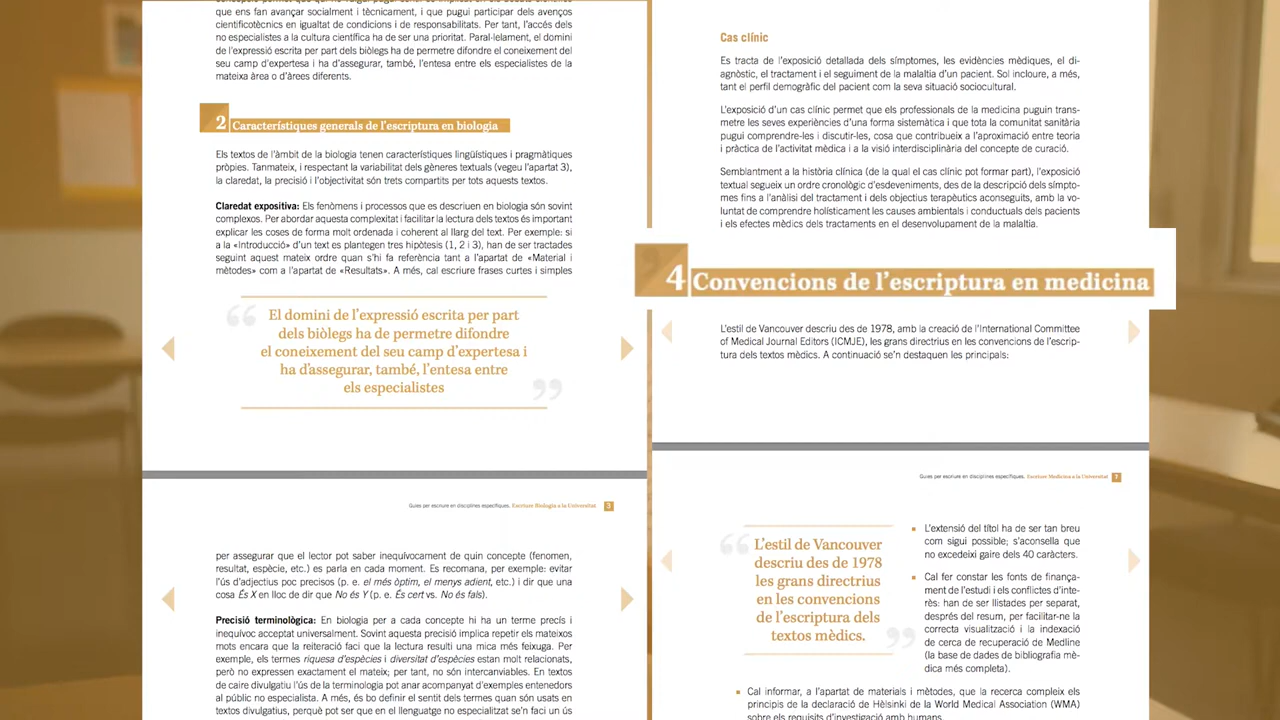 que ens fan avançar socialment i tècnicament, i que pugui participar dels avenços
cientificotècnics en igualtat de condicions i de responsabilitats. Per tant, l'accés dels
no especialistes a la cultura científica ha de ser una prioritat. Paral·lelament, el domini
de l'expressió escrita per part dels biòlegs ha de permetre difondre el coneixement del
seu camp d'expertesa i ha d'assegurar, també, l'entesa entre els especialistes de la
mateixa àrea o d'àrees diferents.
2 Característiques generals de l'escriptura en biologia
Els textos de l'àmbit de la biologia tenen característiques lingüístiques i pragmàtiques
pròpies. Tanmateix, i respectant la variabilitat dels gèneres textuals (vegeu l'apartat 3),
la claredat, la precisió i l'objectivitat són trets compartits per tots aquests textos.
Claredat expositiva: Els fenòmens i processos que es descriuen en biologia són sovint
complexos. Per abordar aquesta complexitat i facilitar la lectura dels textos és important
explicar les coses de forma molt ordenada i coherent al llarg del text. Per exemple: si
a la «Introducció» d'un text es plantegen tres hipòtesis (1, 2 i 3), han de ser tractades
seguint aquest mateix ordre quan s'hi fa referència tant a l'apartat de «Material i
mètodes» com a l'apartat de «Resultats». A més, cal escriure frases curtes i simples
“ El domini de l'expressió escrita per part
dels biòlegs ha de permetre difondre
el coneixement del seu camp d'expertesa i
ha d'assegurar, també, l'entesa entre
els especialistes ”
Guies per escriure en disciplines específiques. Escriure Biologia a la Universitat 3
per assegurar que el lector pot saber inequívocament de quin concepte (fenomen,
resultat, espècie, etc.) es parla en cada moment. Es recomana, per exemple: evitar
l'ús d'adjectius poc precisos (p. e. el més òptim, el menys adient, etc.) i dir que una
cosa És X en lloc de dir que No és Y (p. e. És cert vs. No és fals).
Precisió terminològica: En biologia per a cada concepte hi ha un terme precís i
inequívoc acceptat universalment. Sovint aquesta precisió implica repetir els mateixos
mots encara que la reiteració faci que la lectura resulti una mica més feixuga. Per
exemple, els termes riquesa d'espècies i diversitat d'espècies estan molt relacionats,
però no expressen exactament el mateix; per tant, no són intercanviables. En textos
de caire divulgatiu l'ús de la terminologia pot anar acompanyat d'exemples entenedors
al públic no especialista. A més, és bo definir el sentit dels termes quan són usats en
textos divulgatius, perquè pot ser que en el llenguatge no especialitzat se'n faci un ús
Cas clínic
Es tracta de l'exposició detallada dels símptomes, les evidències mèdiques, el di-
agnòstic, el tractament i el seguiment de la malaltia d'un pacient. Sol incloure, a més,
tant el perfil demogràfic del pacient com la seva situació sociocultural.
L'exposició d'un cas clínic permet que els professionals de la medicina puguin trans-
metre les seves experiències d'una forma sistemàtica i que tota la comunitat sanitària
pugui comprendre-les i discutir-les, cosa que contribueix a l'aproximació entre teoria
i pràctica de l'activitat mèdica i a la visió interdisciplinària del concepte de curació.
Semblantment a la història clínica (de la qual el cas clínic pot formar part), l'exposició
textual segueix un ordre cronològic d'esdeveniments, des de la descripció dels símpto-
mes fins a l'anàlisi del tractament i dels objectius terapèutics aconseguits, amb la vo-
luntat de comprendre holísticament les causes ambientals i conductuals dels pacients
i els efectes mèdics dels tractaments en el desenvolupament de la malaltia.
4 Convencions de l'escriptura en medicina
L'estil de Vancouver descriu des de 1978, amb la creació de l'International Committee
of Medical Journal Editors (ICMJE), les grans directrius en les convencions de l'escrip-
tura dels textos mèdics. A continuació se'n destaquen les principals:
Guies per escriure en disciplines específiques. Escriure Medicina a la Universitat
“ L'estil de Vancouver
descriu des de 1978
les grans directrius
en les convencions
de l'escriptura dels
textos mèdics. ”
▪ L'extensió del títol ha de ser tan breu
com sigui possible; s'aconsella que
no excedeixi gaire dels 40 caràcters.
▪ Cal fer constar les fonts de finança-
ment de l'estudi i els conflictes d'inte-
rès: han de ser llistades per separat,
després del resum, per facilitar-ne la
correcta visualització i la indexació
de cerca de recuperació de Medline
(la base de dades de bibliografia mè-
dica més completa).
▪ Cal informar, a l'apartat de materials i mètodes, que la recerca compleix els
principis de la declaració de Hèlsinki de la World Medical Association (WMA)
sobre els requisits d'investigació amb humans.